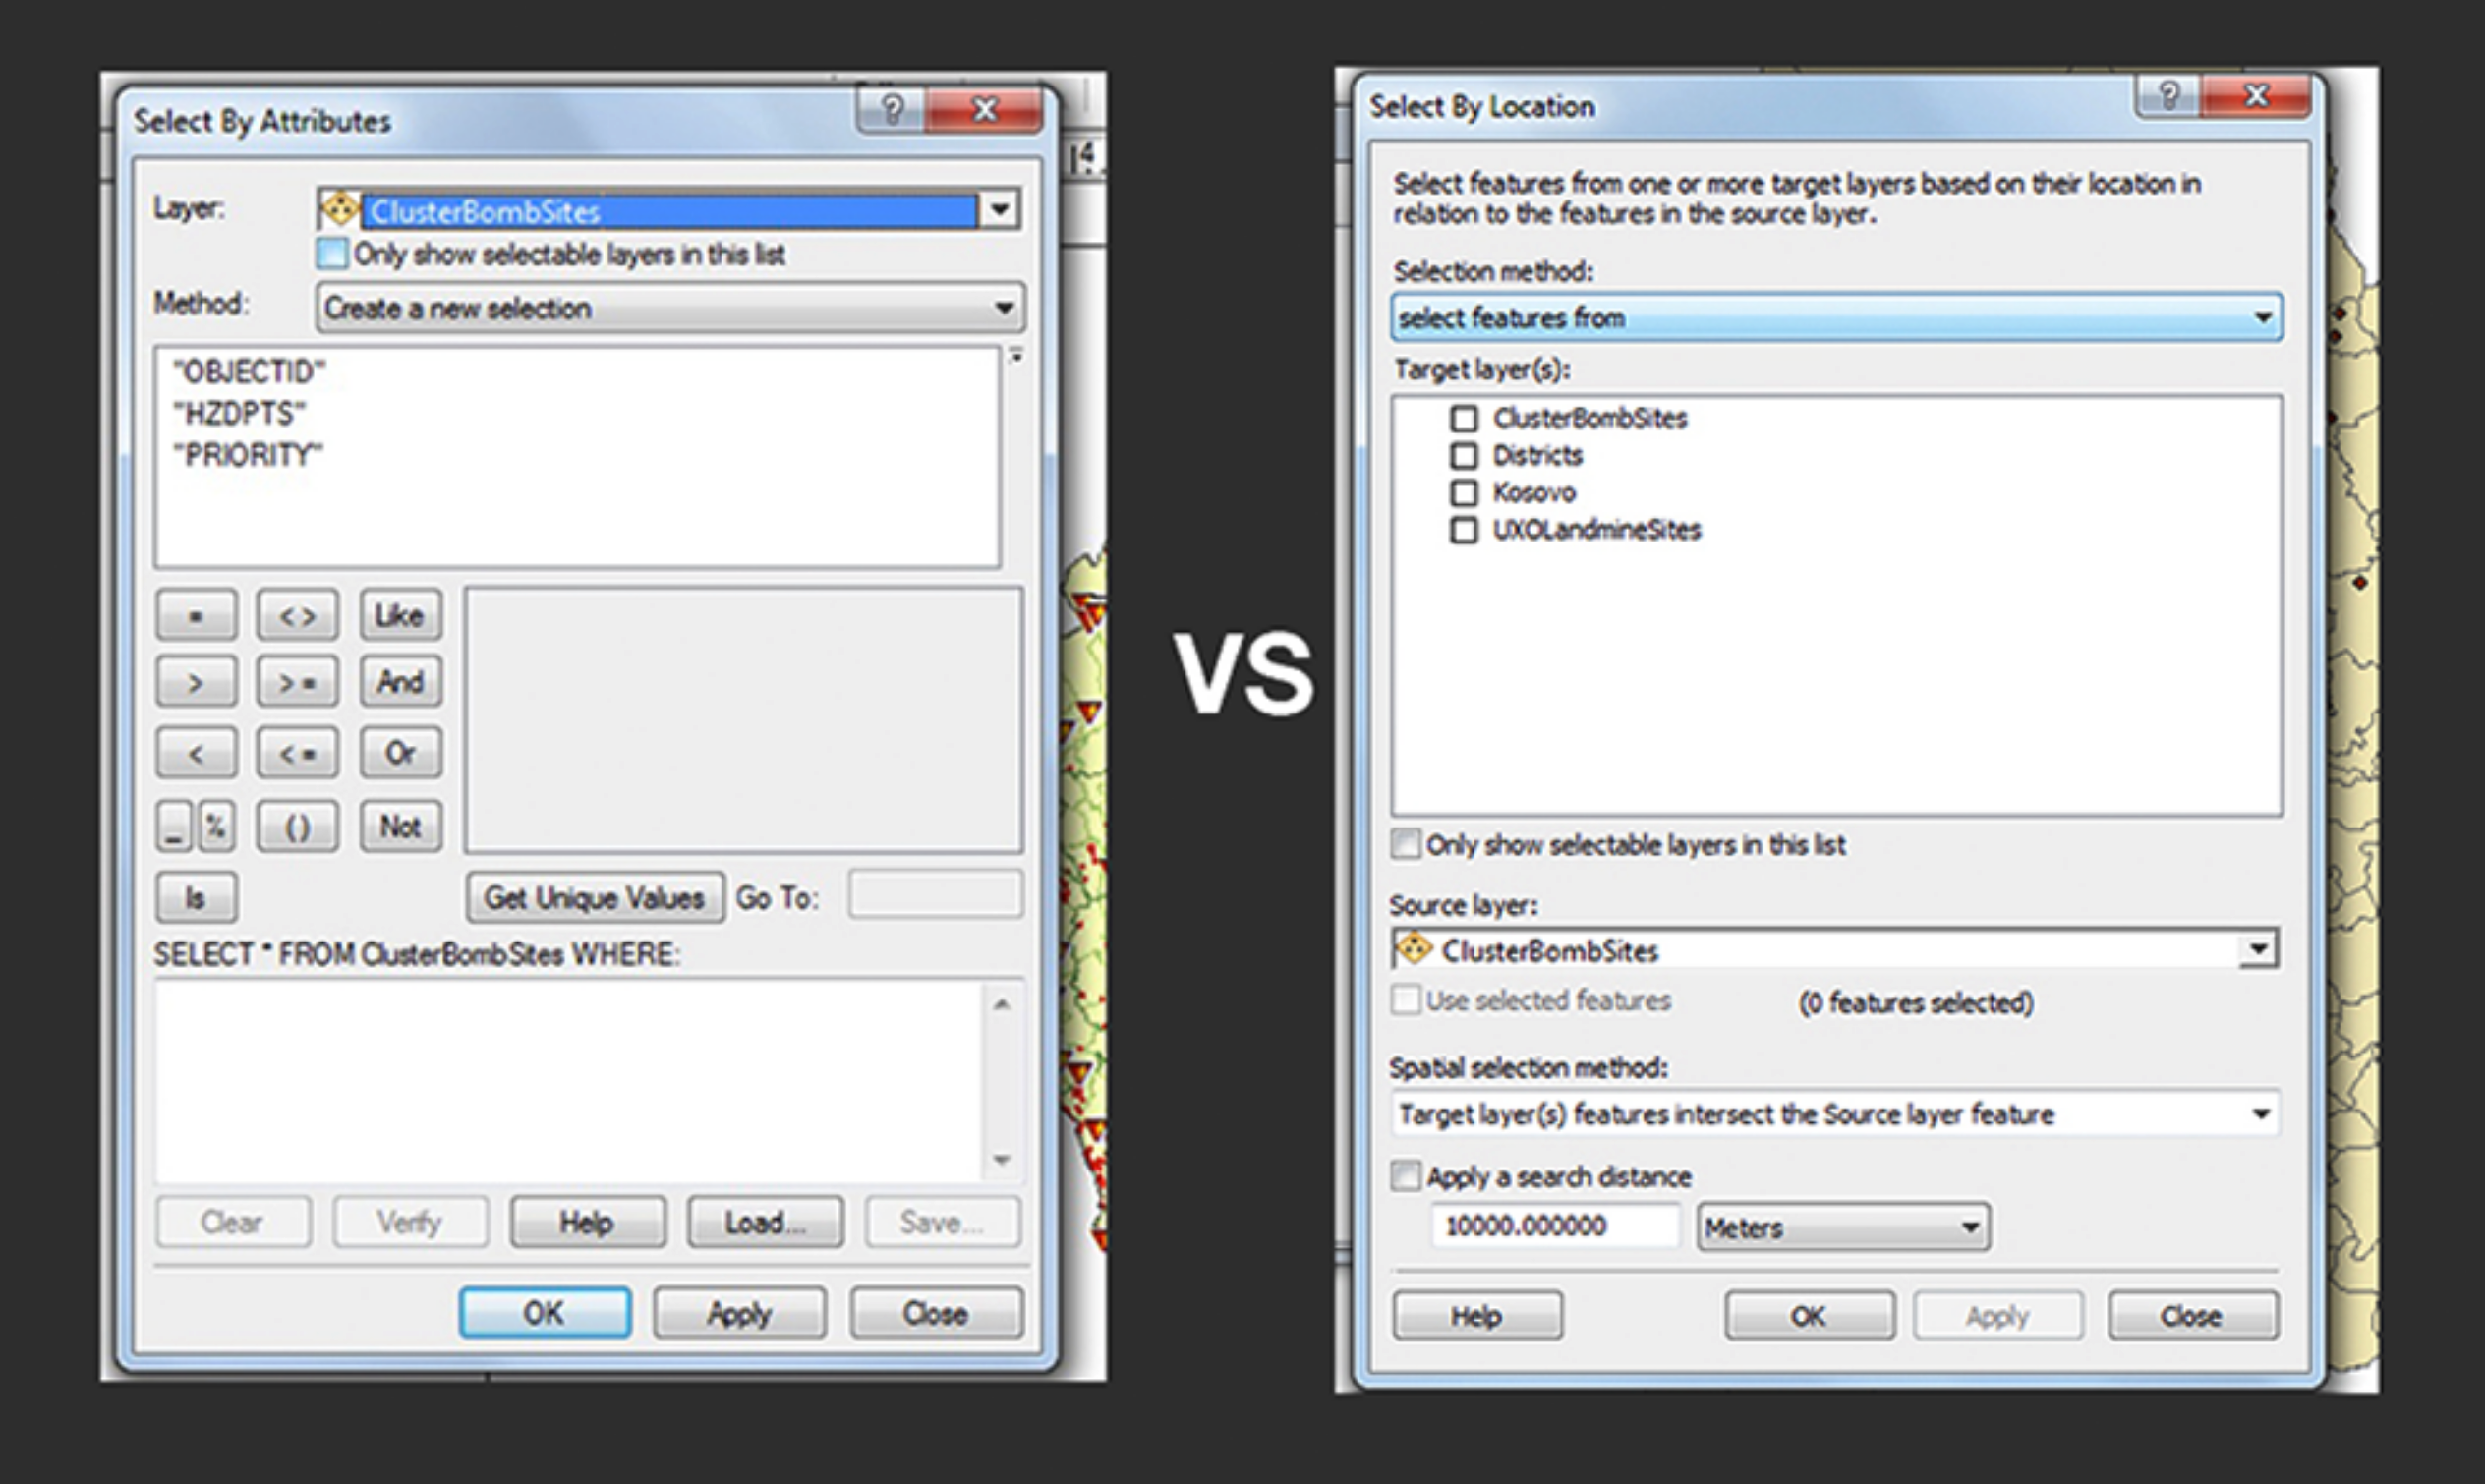 Select By Attributes
?
X
Layer:
ClusterBombSites
Only show selectable layers in this list
Method:
Create a new selection
"OBJECTID"
"HZDPTS"
"PRIORITY"
= < > Like
> > = And
< < = Or
_ % () Not
Is
Get Unique Values
Go To:
SELECT * FROM ClusterBombSites WHERE:
Clear
Verify
Help
Load...
Save...
OK
Apply
Close
VS
Select By Location
?
X
Select features from one or more target layers based on their location in
relation to the features in the source layer.
Selection method:
select features from
Target layer(s):
ClusterBombSites
Districts
Kosovo
UXOLandmineSites
Only show selectable layers in this list
Source layer:
ClusterBombSites
Use selected features
(0 features selected)
Spatial selection method:
Target layer(s) features intersect the Source layer feature
Apply a search distance
10000.000000
Meters
Help
OK
Apply
Close